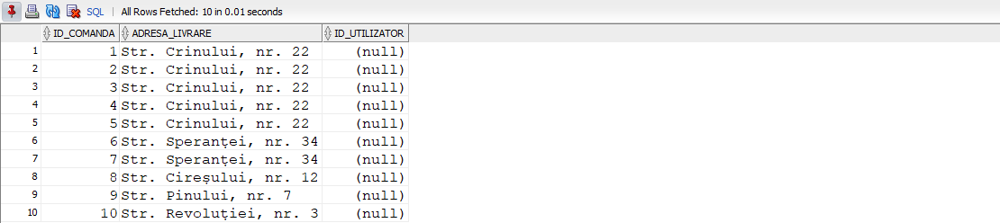 SQL | All Rows Fetched: 10 in 0.01 seconds
ID_COMANDA ADRESA_LIVRARE ID_UTILIZATOR
1 1 Str. Crinului, nr. 22 (null)
2 2 Str. Crinului, nr. 22 (null)
3 3 Str. Crinului, nr. 22 (null)
4 4 Str. Crinului, nr. 22 (null)
5 5 Str. Crinului, nr. 22 (null)
6 6 Str. Speranței, nr. 34 (null)
7 7 Str. Speranței, nr. 34 (null)
8 8 Str. Cireșului, nr. 12 (null)
9 9 Str. Pinului, nr. 7 (null)
10 10 Str. Revoluției, nr. 3 (null)